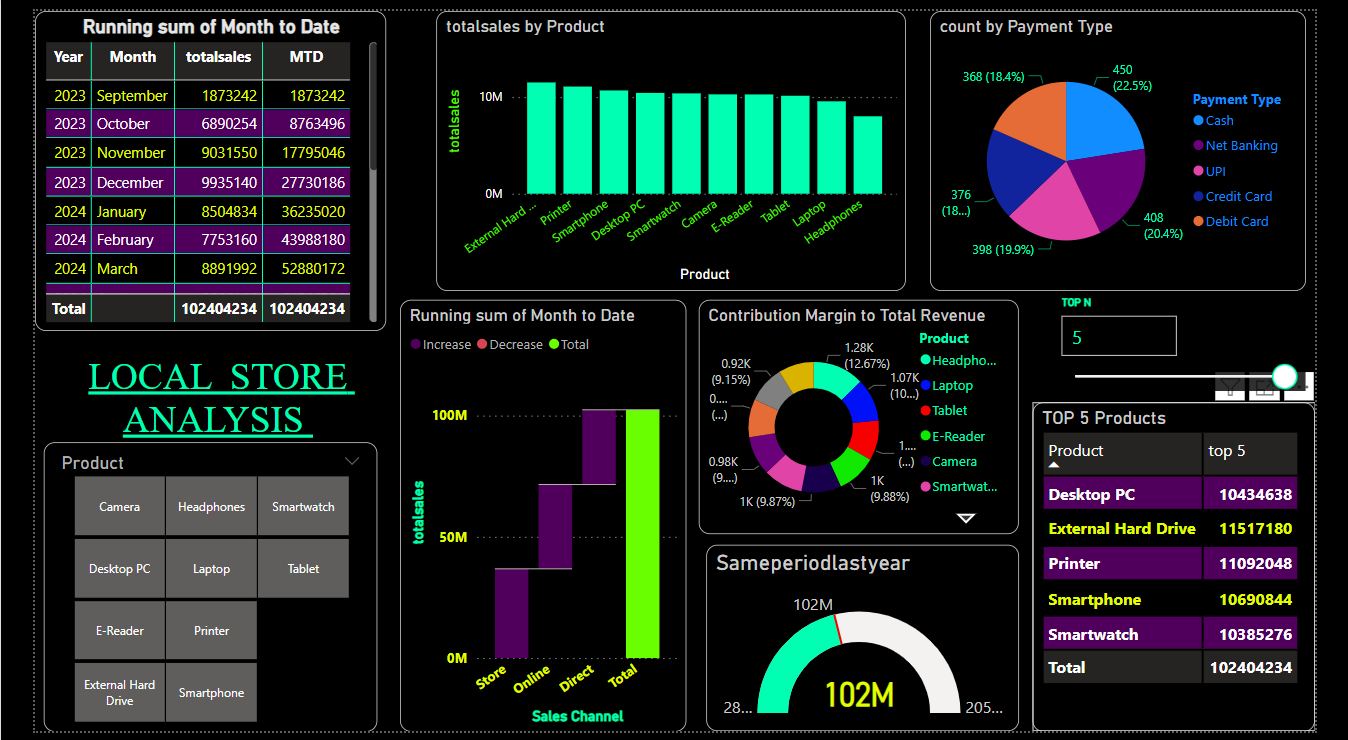 Running sum of Month to Date
Year Month totalsales MTD
2023 September 1873242 1873242
2023 October 6890254 8763496
2023 November 9031550 17795046
2023 December 9935140 27730186
2024 January 8504834 36235020
2024 February 7753160 43988180
2024 March 8891992 52880172
Total 102404234 102404234
LOCAL STORE
ANALYSIS
Product
Camera Headphones Smartwatch
Desktop PC Laptop Tablet
E-Reader Printer
External Hard
Drive Smartphone
totalsales by Product
totalsales
10M
0M
External Hard ...
Printer
Smartphone
Desktop PC
Smartwatch
Camera
E-Reader
Tablet
Laptop
Headphones
Product
count by Payment Type
368 (18.4%)
450
(22.5%)
376
(18...)
408
(20.4%)
398 (19.9%)
Payment Type
Cash
Net Banking
UPI
Credit Card
Debit Card
Running sum of Month to Date
Increase Decrease Total
totalsales
100M
50M
0M
Store
Online
Direct
Total
Sales Channel
Contribution Margin to Total Revenue
1.28K
(12.67%)
0.92K
(9.15%)
1.07K
(10...)
0....
(...)
1....
(...)
0.98K
(9....)
1K
(9.88%)
1K (9.87%)
Product
Headpho...
Laptop
Tablet
E-Reader
Camera
Smartwat...
Sameperiodlastyear
102M
102M
28...
205...
TOP N
5
TOP 5 Products
Product top 5
Desktop PC 10434638
External Hard Drive 11517180
Printer 11092048
Smartphone 10690844
Smartwatch 10385276
Total 102404234